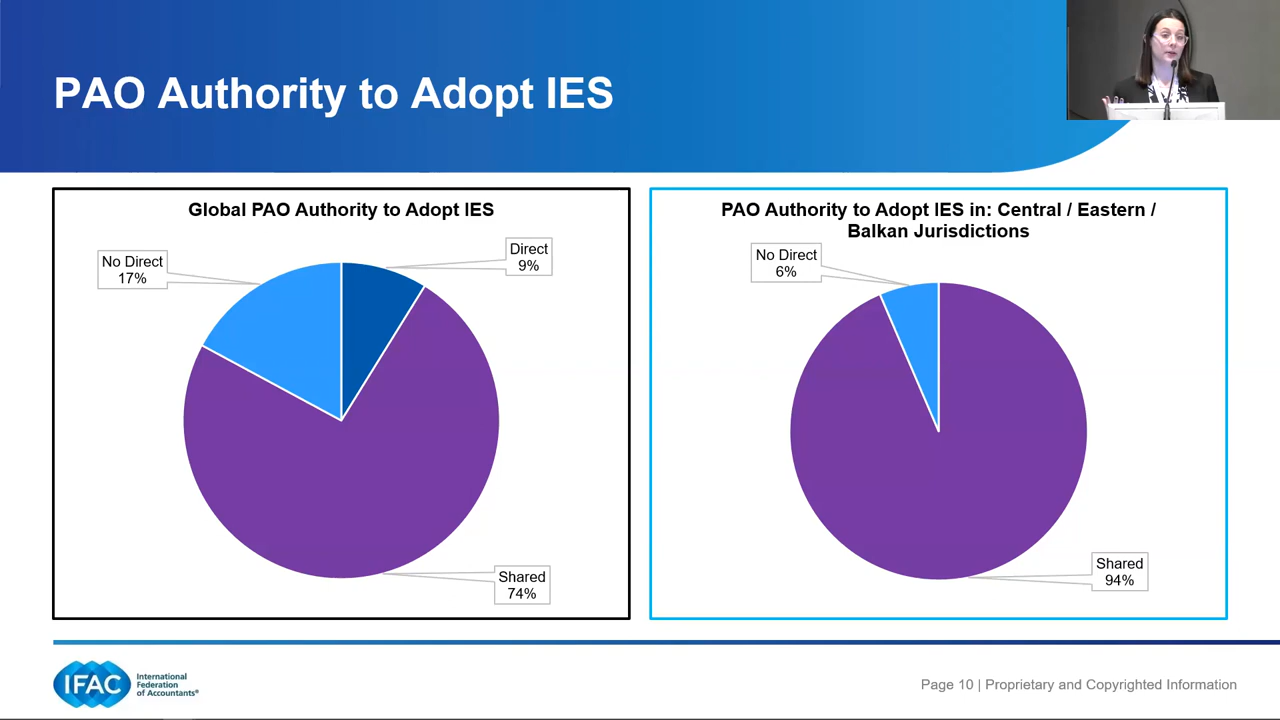 PAO Authority to Adopt IES
Global PAO Authority to Adopt IES
No Direct
17%
Direct
9%
Shared
74%
PAO Authority to Adopt IES in: Central / Eastern /
Balkan Jurisdictions
No Direct
6%
Shared
94%
IFAC
International
Federation
of Accountants®
Page 10 | Proprietary and Copyrighted Information